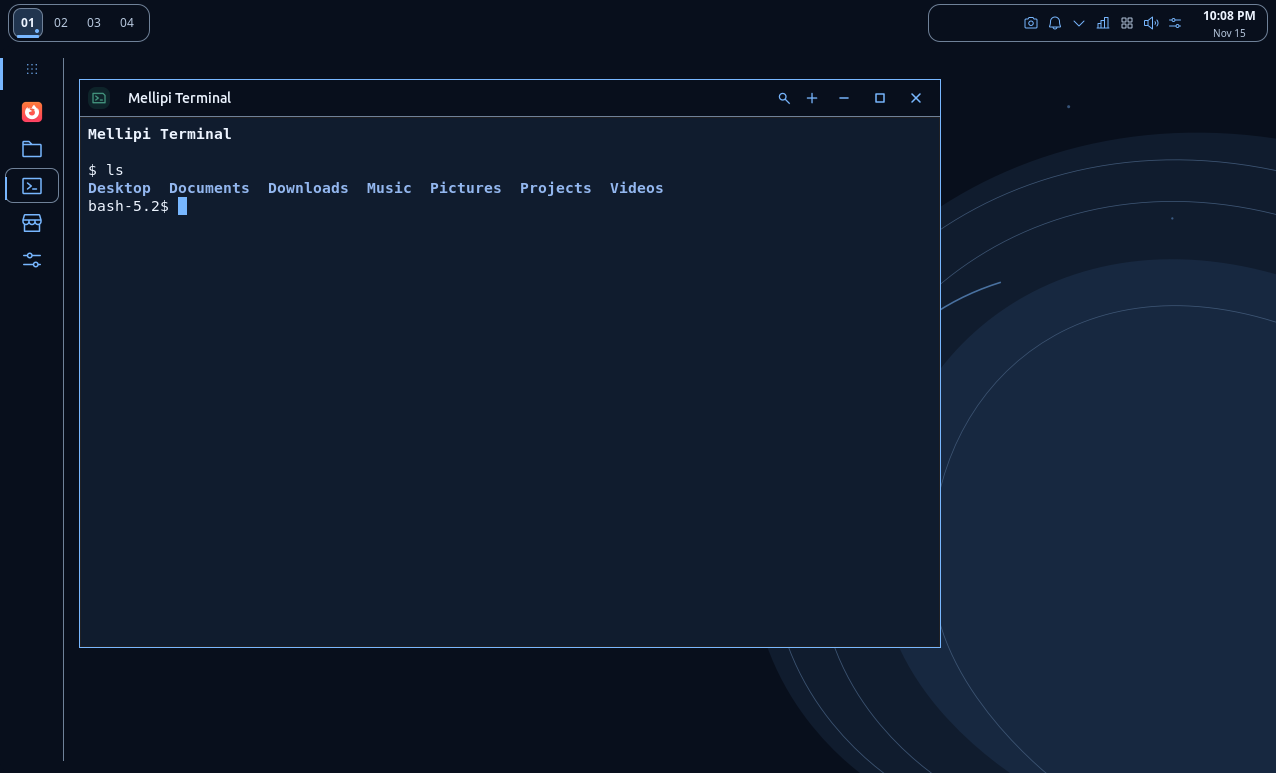 01 02 03 04
10:08 PM
Nov 15
Mellipi Terminal
Mellipi Terminal
$ ls
Desktop  Documents  Downloads  Music  Pictures  Projects  Videos
bash-5.2$